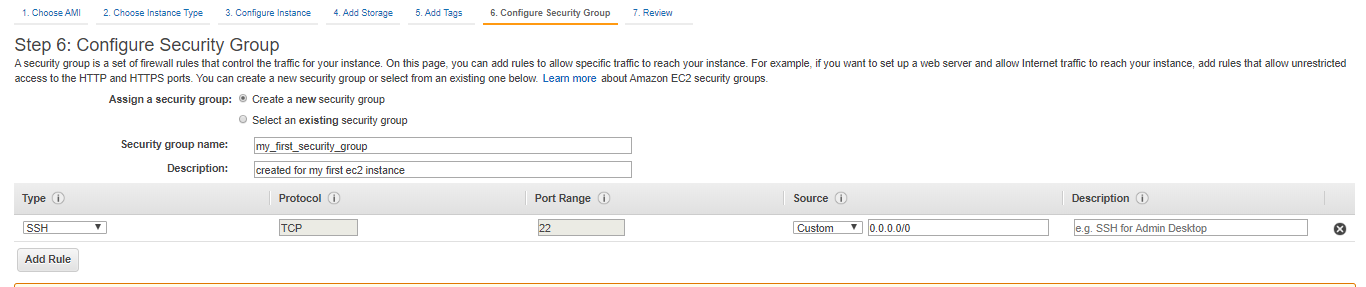 1. Choose AMI 2. Choose Instance Type 3. Configure Instance 4. Add Storage 5. Add Tags 6. Configure Security Group 7. Review
Step 6: Configure Security Group
A security group is a set of firewall rules that control the traffic for your instance. On this page, you can add rules to allow specific traffic to reach your instance. For example, if you want to set up a web server and allow Internet traffic to reach your instance, add rules that allow unrestricted
access to the HTTP and HTTPS ports. You can create a new security group or select from an existing one below. Learn more about Amazon EC2 security groups.
Assign a security group: Create a new security group
Select an existing security group
Security group name: my_first_security_group
Description: created for my first ec2 instance
Type i Protocol i Port Range i Source i Description i
SSH TCP 22 Custom 0.0.0.0/0 e.g. SSH for Admin Desktop
Add Rule